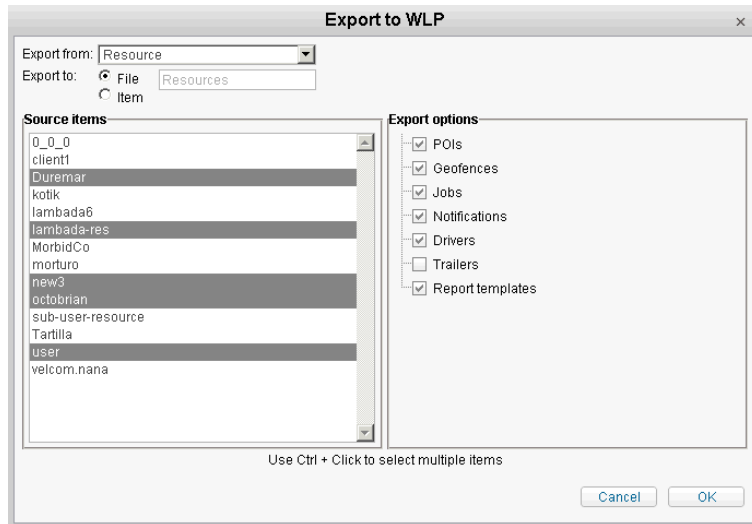 Export to WLP
Export from: Resource
Export to: File Resources
Item
Source items
0_0_0
client1
Duremar
kotik
lambada6
lambada-res
MorbidCo
morturo
new3
octobrian
sub-user-resource
Tartilla
user
velcom.nana
Export options
POIs
Geofences
Jobs
Notifications
Drivers
Trailers
Report templates
Use Ctrl + Click to select multiple items
Cancel OK